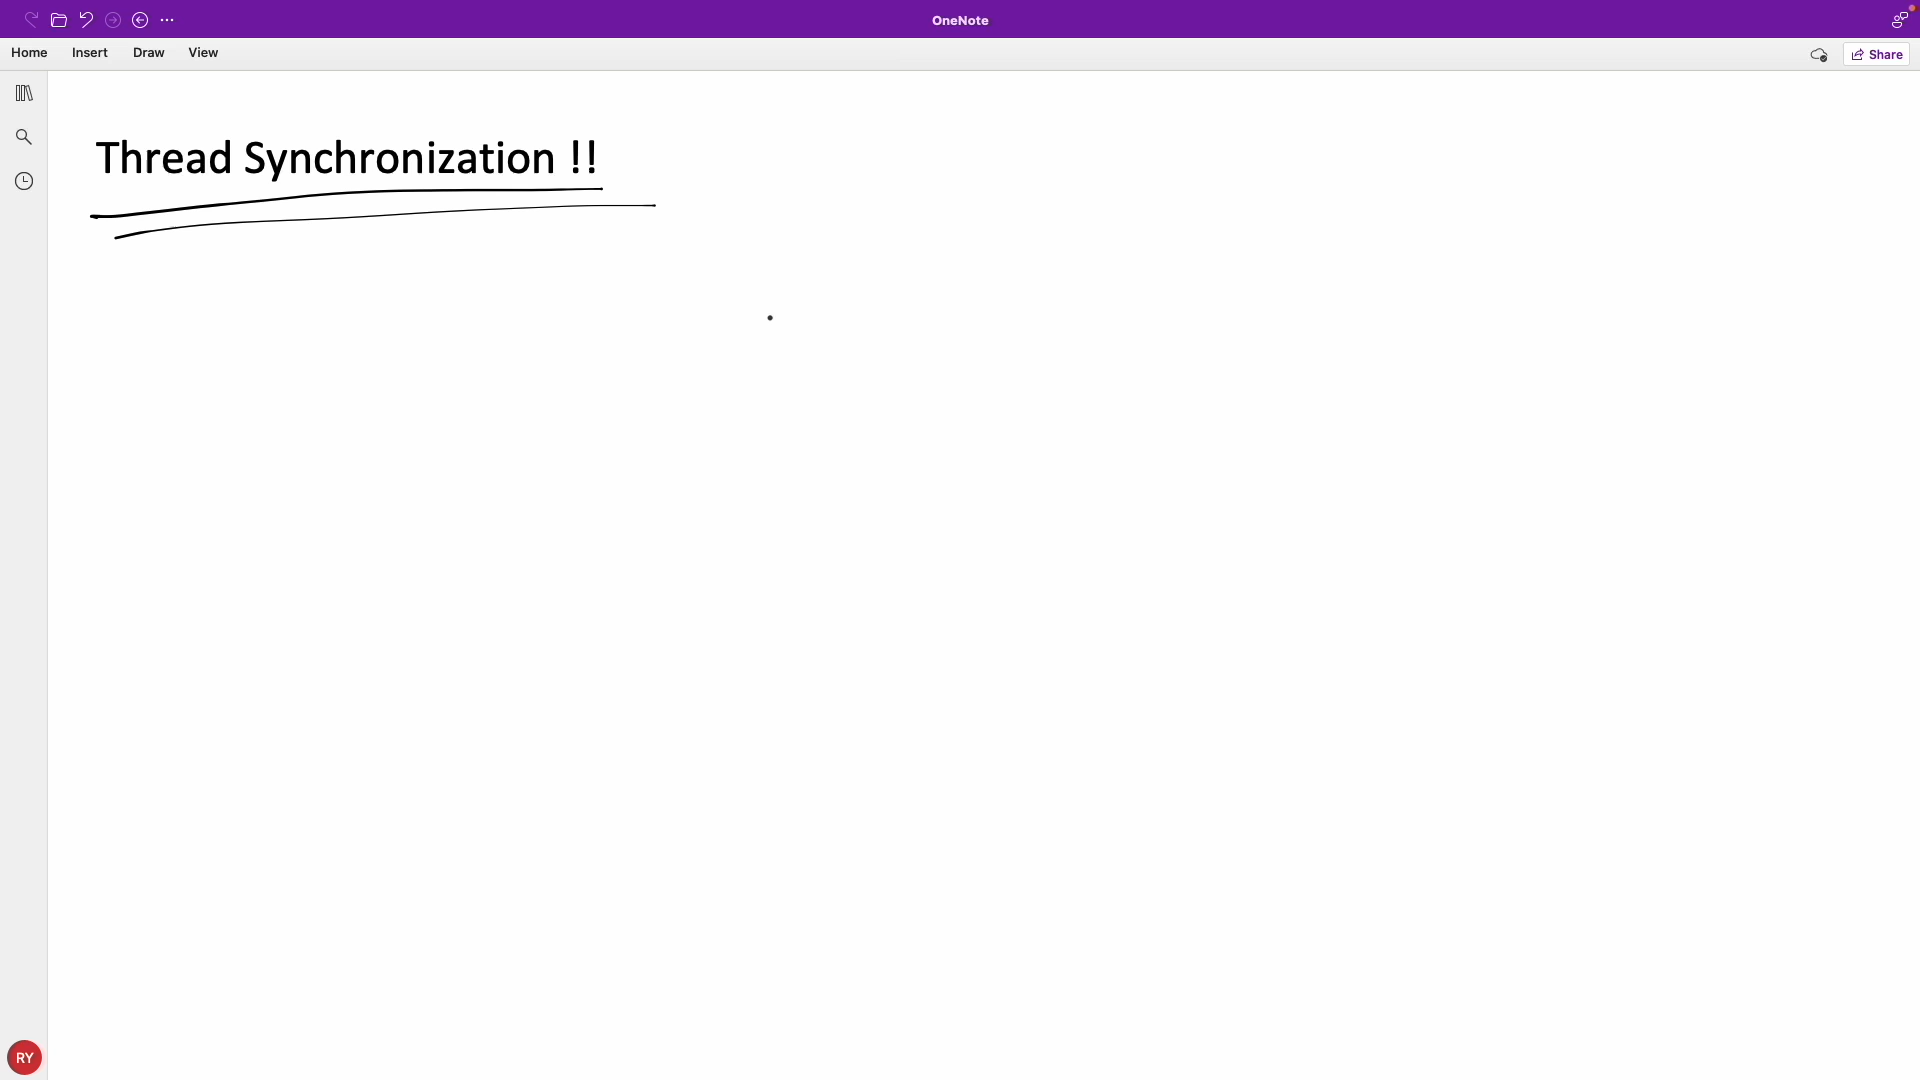 OneNote
Home Insert Draw View
Share
Thread Synchronization !!
RY